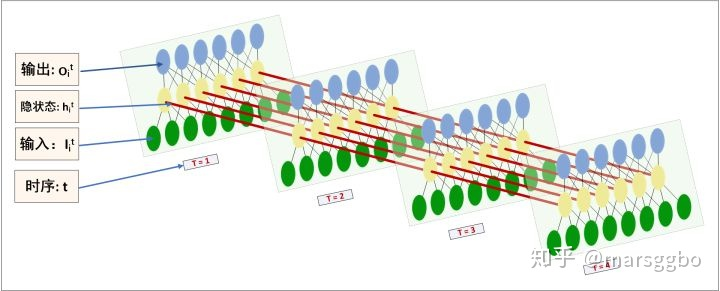 输出: Oᵢᵗ
隐状态: hᵢᵗ
输入: Iᵢᵗ
时序: t
T = 1
T = 2
T = 3
T = 4
知乎 @marsggbo